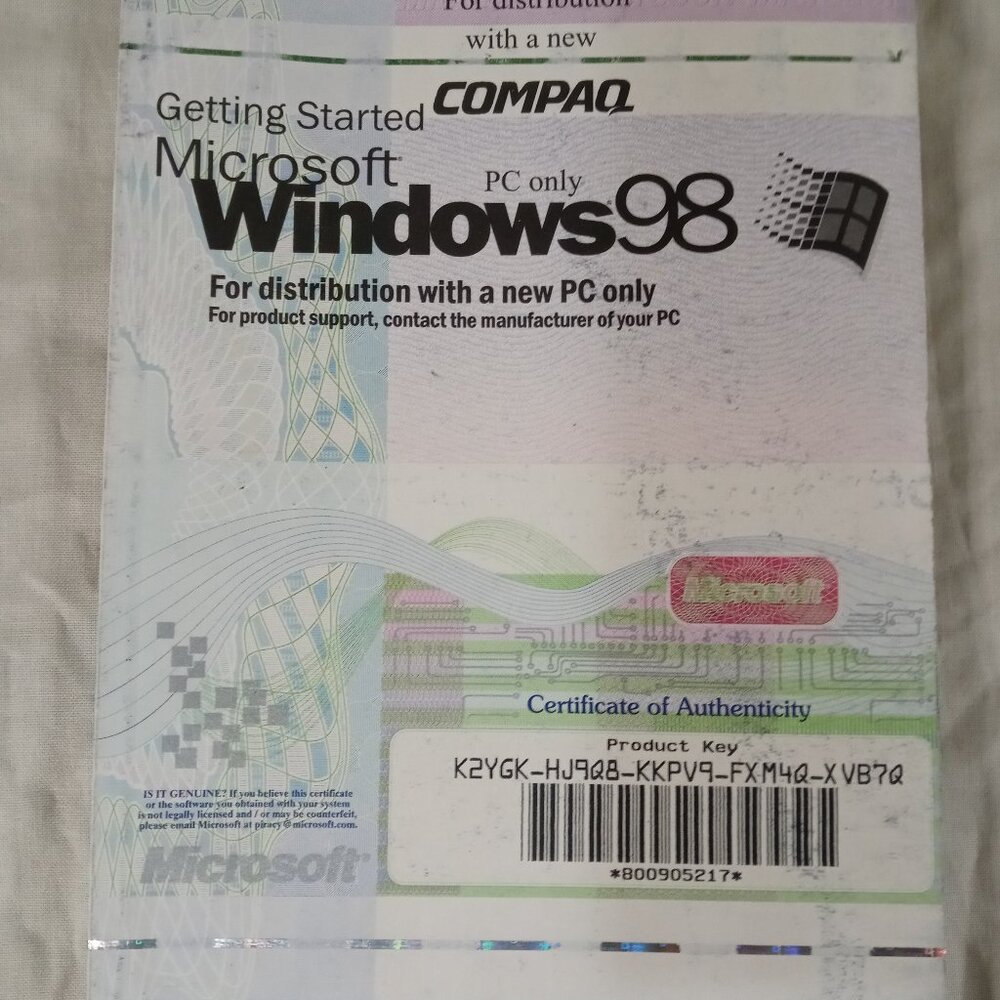 For distribution
with a new
COMPAQ
Getting Started
Microsoft
PC only
Windows 98
For distribution with a new PC only
For product support, contact the manufacturer of your PC
Microsoft
Certificate of Authenticity
Product Key
K2YGK-HJ9Q8-KKPV9-FXM4Q-XVB7Q
*800905217*
IS IT GENUINE? If you believe this certificate
or the software you obtained with your system
is not legally licensed and / or may be counterfeit,
please email Microsoft at piracy@microsoft.com.
Microsoft